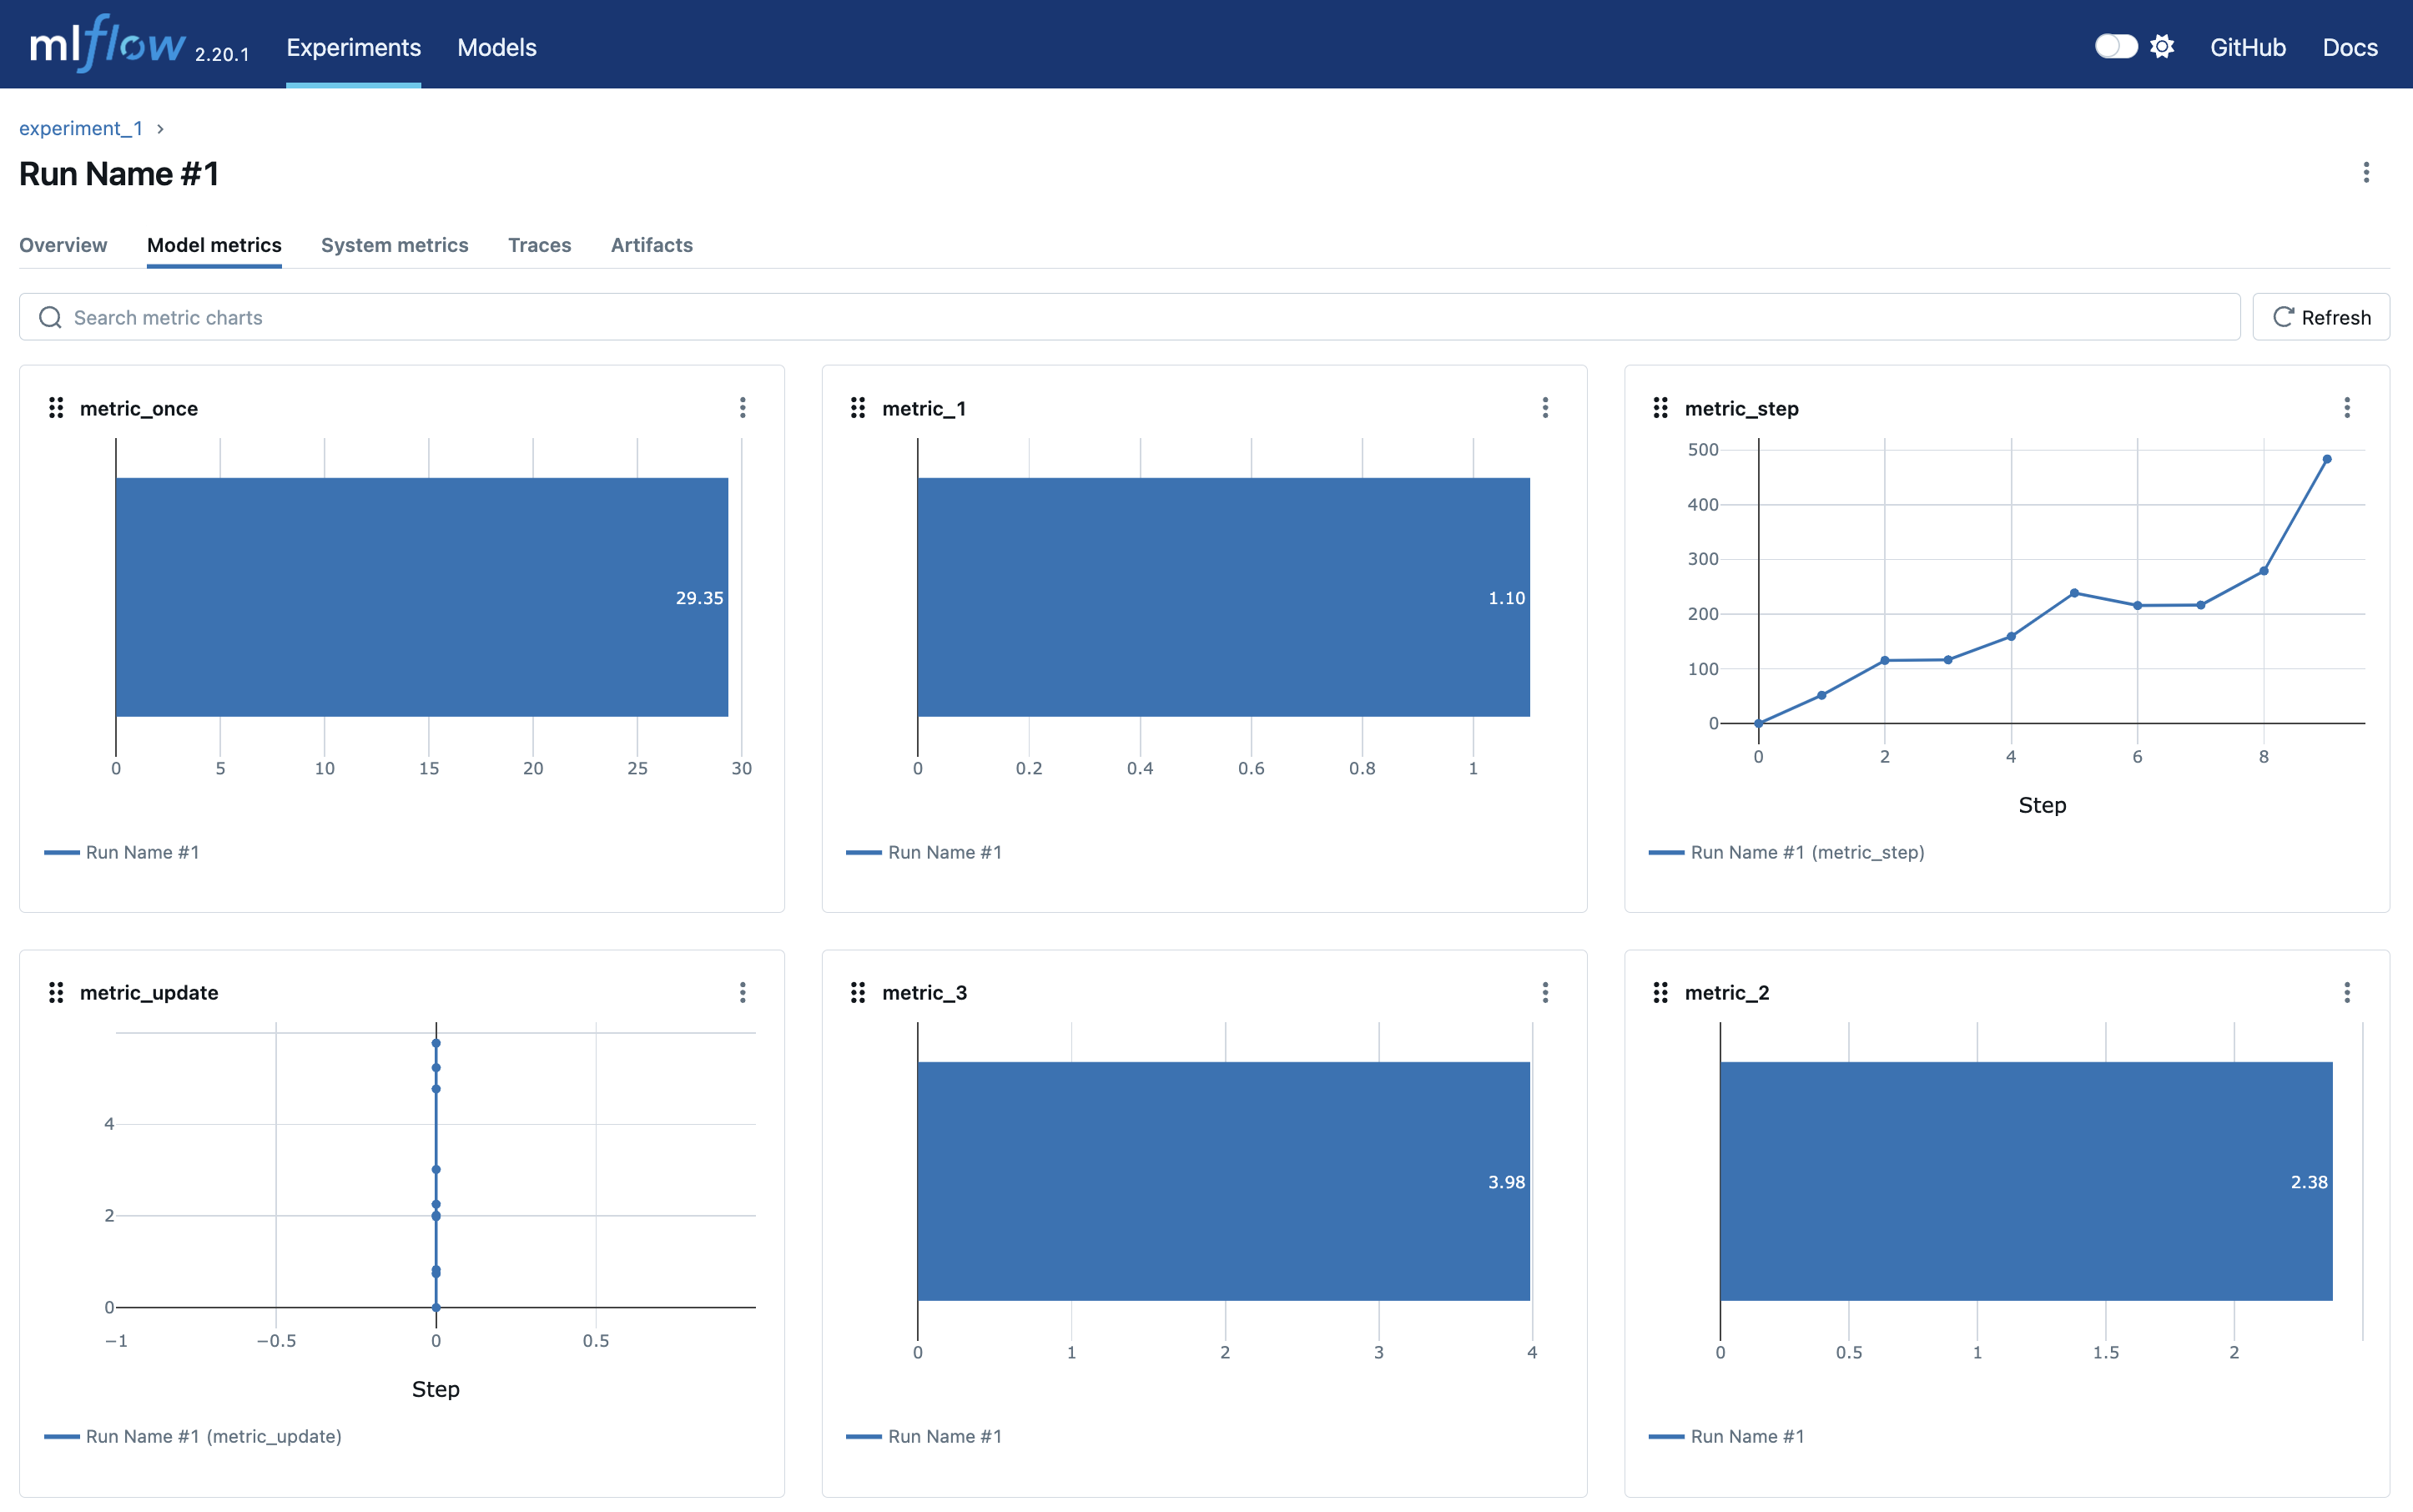 mlflow 2.20.1 Experiments Models GitHub Docs
experiment_1 ›
Run Name #1
Overview Model metrics System metrics Traces Artifacts
Search metric charts Refresh
metric_once
29.35
0 5 10 15 20 25 30
Run Name #1
metric_1
1.10
0 0.2 0.4 0.6 0.8 1
Run Name #1
metric_step
500
400
300
200
100
0
0 2 4 6 8
Step
Run Name #1 (metric_step)
metric_update
4
2
0
−1 −0.5 0 0.5
Step
Run Name #1 (metric_update)
metric_3
3.98
0 1 2 3 4
Run Name #1
metric_2
2.38
0 0.5 1 1.5 2
Run Name #1